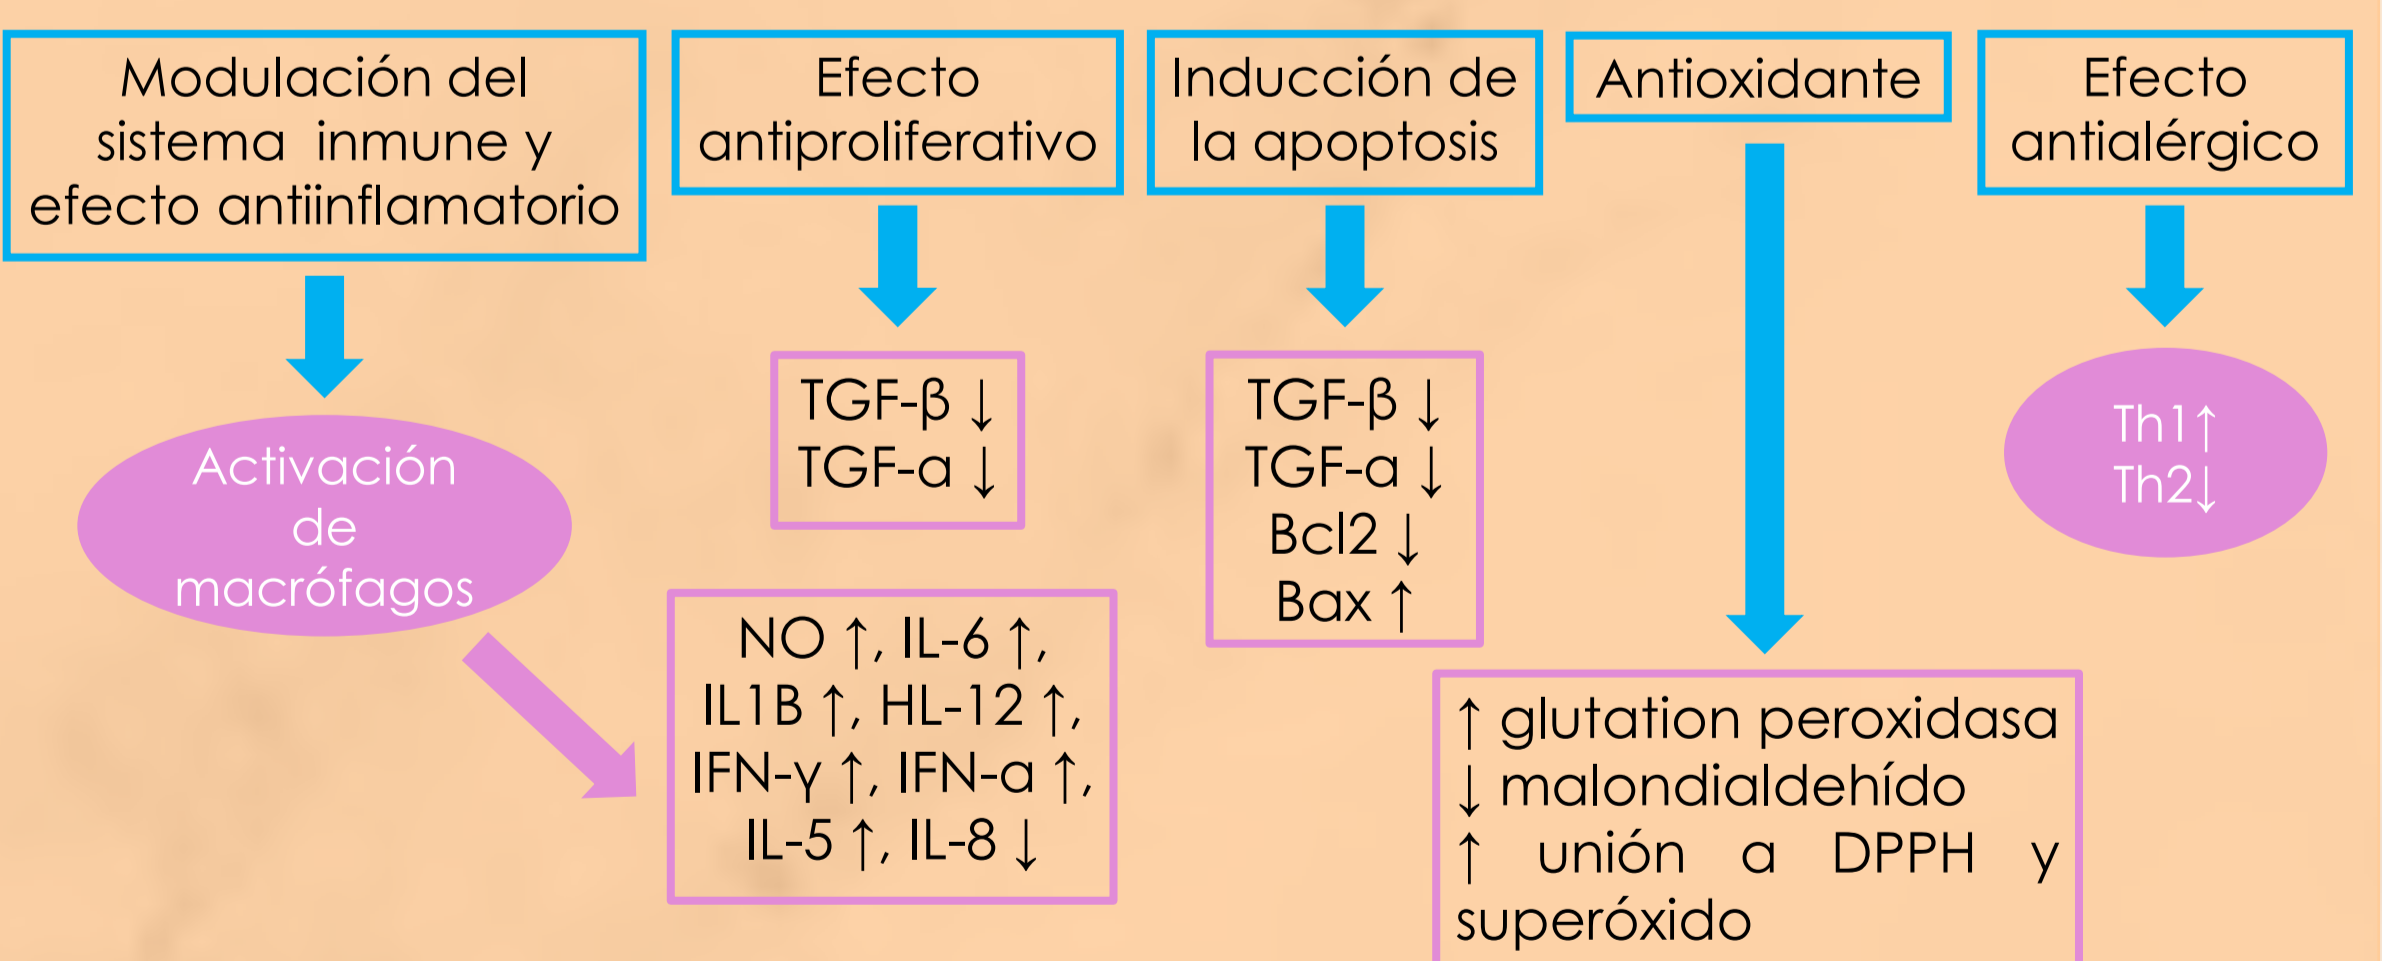 Modulación del
sistema inmune y
efecto antiinflamatorio
Efecto
antiproliferativo
Inducción de
la apoptosis
Antioxidante
Efecto
antialérgico
Activación
de
macrófagos
TGF-β ↓
TGF-α ↓
NO ↑, IL-6 ↑,
IL1B ↑, HL-12 ↑,
IFN-γ ↑, IFN-α ↑,
IL-5 ↑, IL-8 ↓
TGF-β ↓
TGF-α ↓
Bcl2 ↓
Bax ↑
↑ glutation peroxidasa
↓ malondialdehído
↑ unión a DPPH y
superóxido
Th1↑
Th2↓